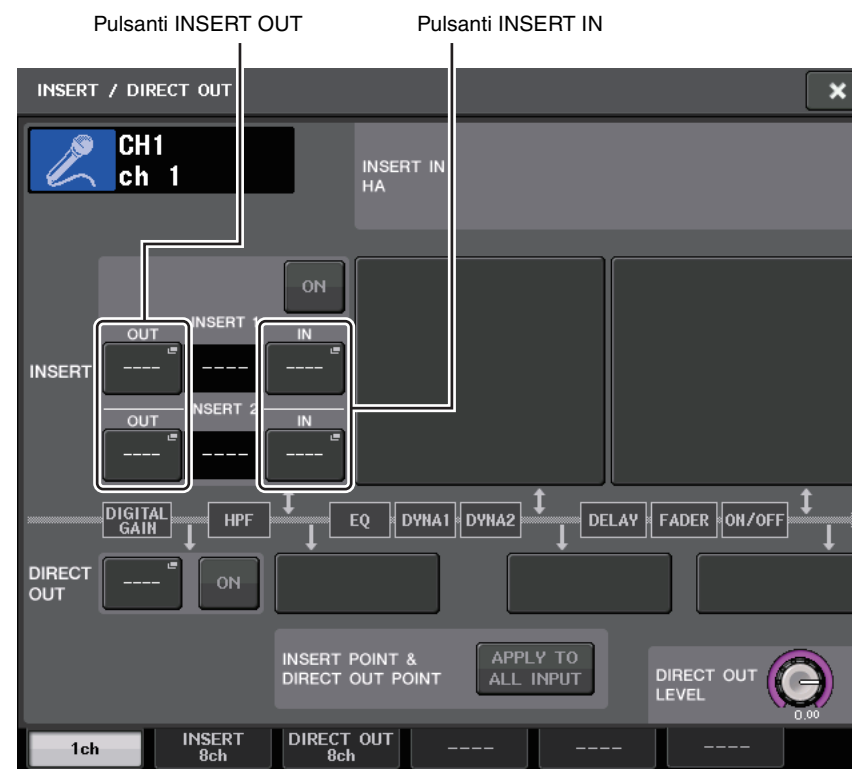 Pulsanti INSERT OUT
Pulsanti INSERT IN
INSERT / DIRECT OUT
CH1
ch 1
INSERT IN
HA
ON
INSERT 1
OUT
IN
INSERT
----
----
----
NSERT 2
OUT
IN
----
----
----
DIGITAL
GAIN
HPF
EQ
DYNA1
DYNA2
DELAY
FADER
ON/OFF
DIRECT
OUT
----
ON
INSERT POINT &
DIRECT OUT POINT
APPLY TO
ALL INPUT
DIRECT OUT
LEVEL
0.00
1ch
INSERT
8ch
DIRECT OUT
8ch
----
----
----